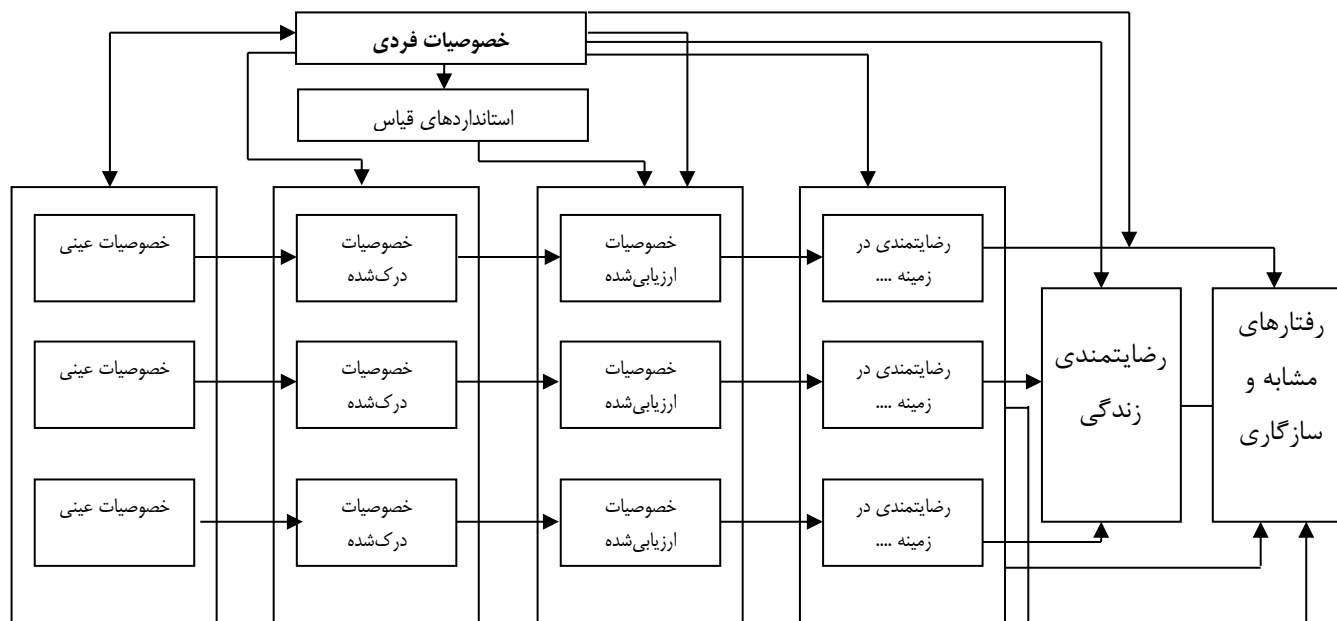 خصوصیات فردی
استانداردهای قیاس
خصوصیات عینی
خصوصیات
درک‌شده
خصوصیات
ارزیابی‌شده
رضایتمندی در
زمینه ....
خصوصیات عینی
خصوصیات
درک‌شده
خصوصیات
ارزیابی‌شده
رضایتمندی در
زمینه ....
خصوصیات عینی
خصوصیات
درک‌شده
خصوصیات
ارزیابی‌شده
رضایتمندی در
زمینه ....
رضایتمندی
زندگی
رفتارهای
مشابه و
سازگاری